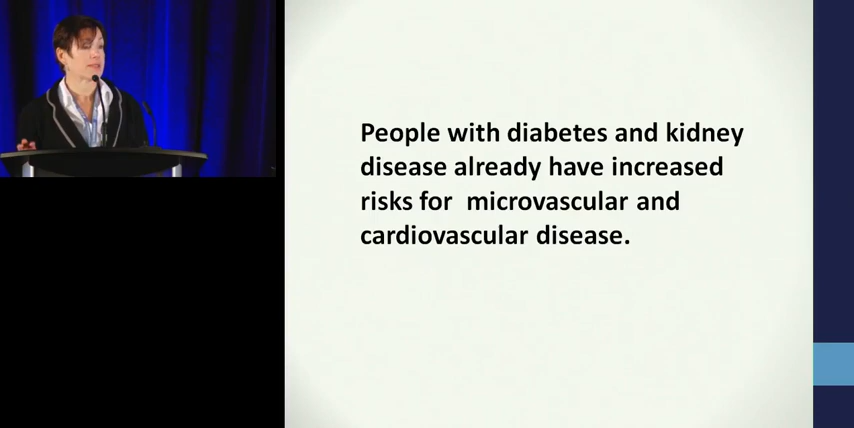 People with diabetes and kidney
disease already have increased
risks for  microvascular and
cardiovascular disease.